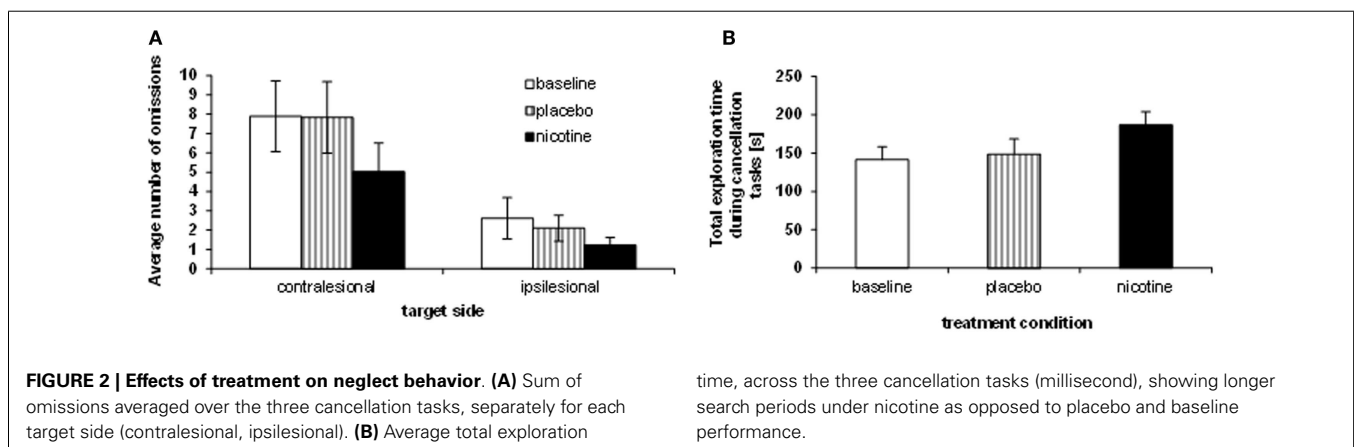 A
Average number of omissions
10
9
8
7
6
5
4
3
2
1
0
baseline
placebo
nicotine
contralesional ipsilesional
target side
B
Total exploration time
during cancellation
tasks [s]
250
200
150
100
50
0
baseline placebo nicotine
treatment condition
FIGURE 2 | Effects of treatment on neglect behavior. (A) Sum of
omissions averaged over the three cancellation tasks, separately for each
target side (contralesional, ipsilesional). (B) Average total exploration
time, across the three cancellation tasks (millisecond), showing longer
search periods under nicotine as opposed to placebo and baseline
performance.